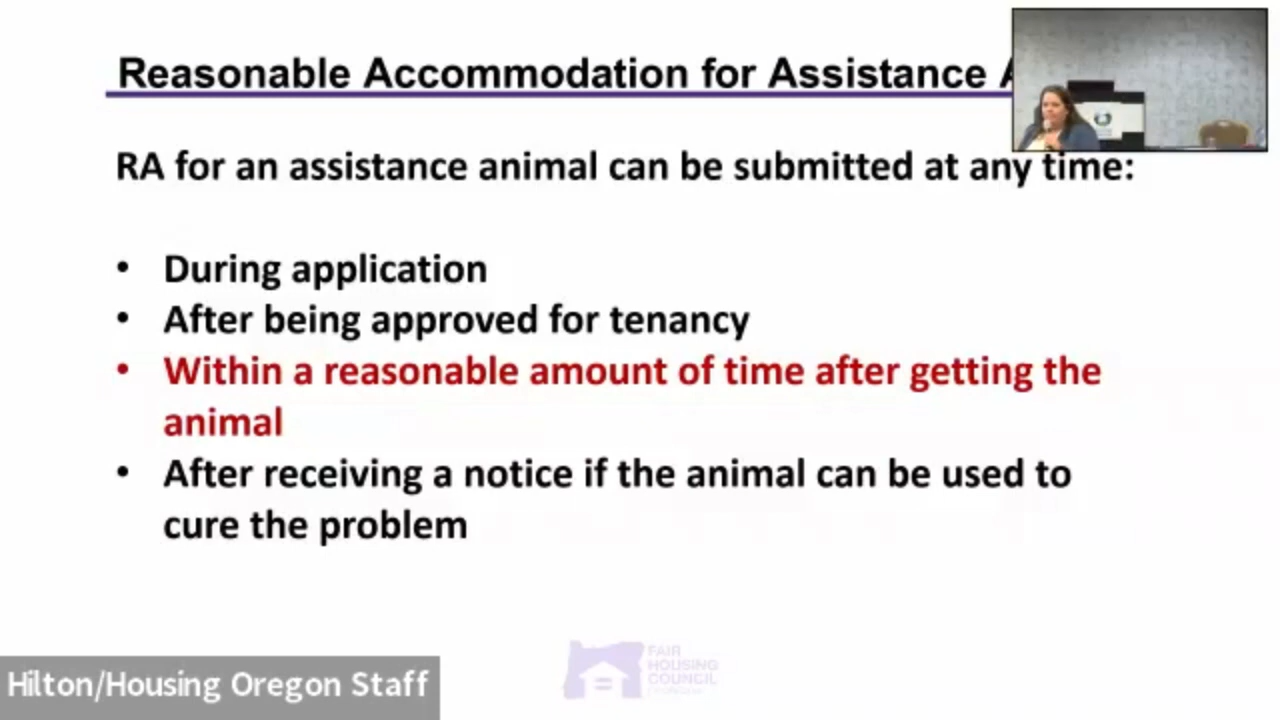 Reasonable Accommodation for Assistance
RA for an assistance animal can be submitted at any time:
• During application
• After being approved for tenancy
• Within a reasonable amount of time after getting the
animal
• After receiving a notice if the animal can be used to
cure the problem
FAIR
HOUSING
COUNCIL
Hilton/Housing Oregon Staff